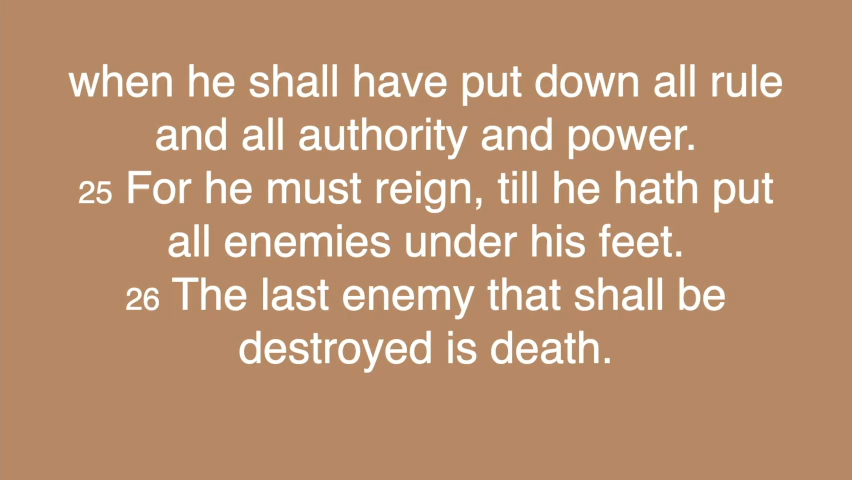 when he shall have put down all rule
and all authority and power.
25 For he must reign, till he hath put
all enemies under his feet.
26 The last enemy that shall be
destroyed is death.